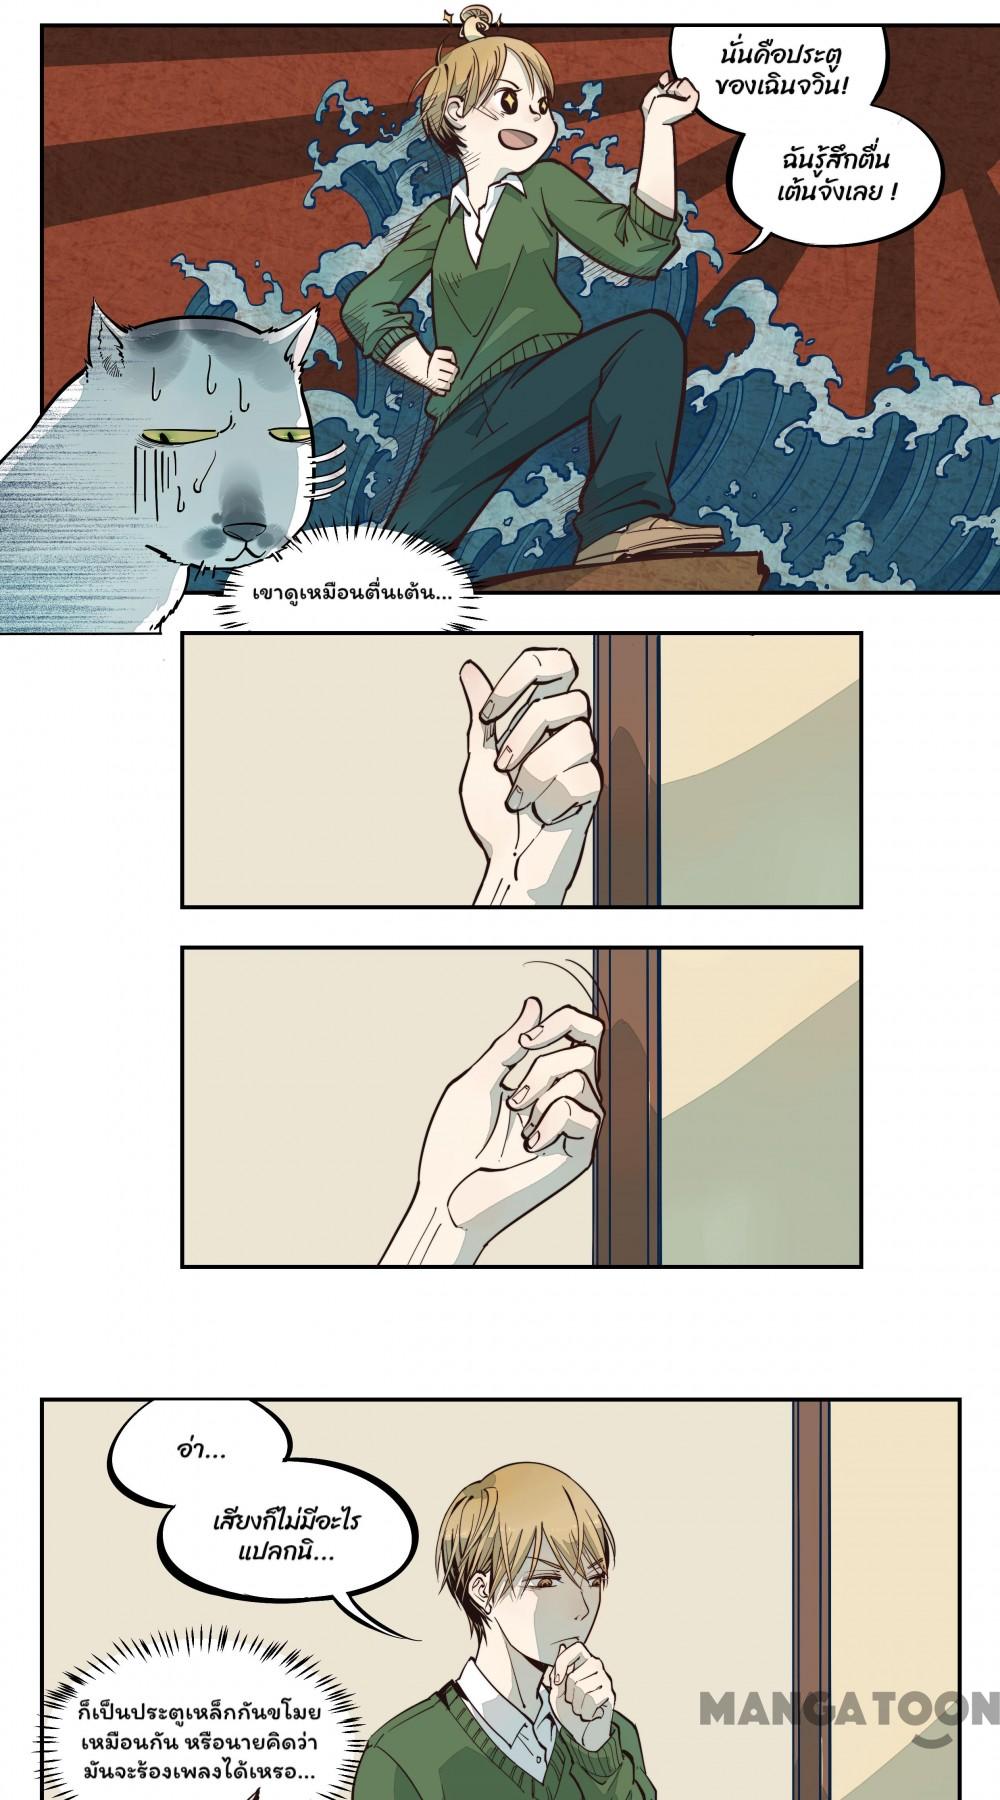 นั่นคือประตู
ของเฉินจวิน!
ฉันรู้สึกตื่น
เต้นจังเลย !
เขาดูเหมือนตื่นเต้น...
อ่า...
เสียงก็ไม่มีอะไร
แปลกนิ...
ก็เป็นประตูเหล็กกันขโมย
เหมือนกัน หรือนายคิดว่า
มันจะร้องเพลงได้เหรอ...
MANGATOON